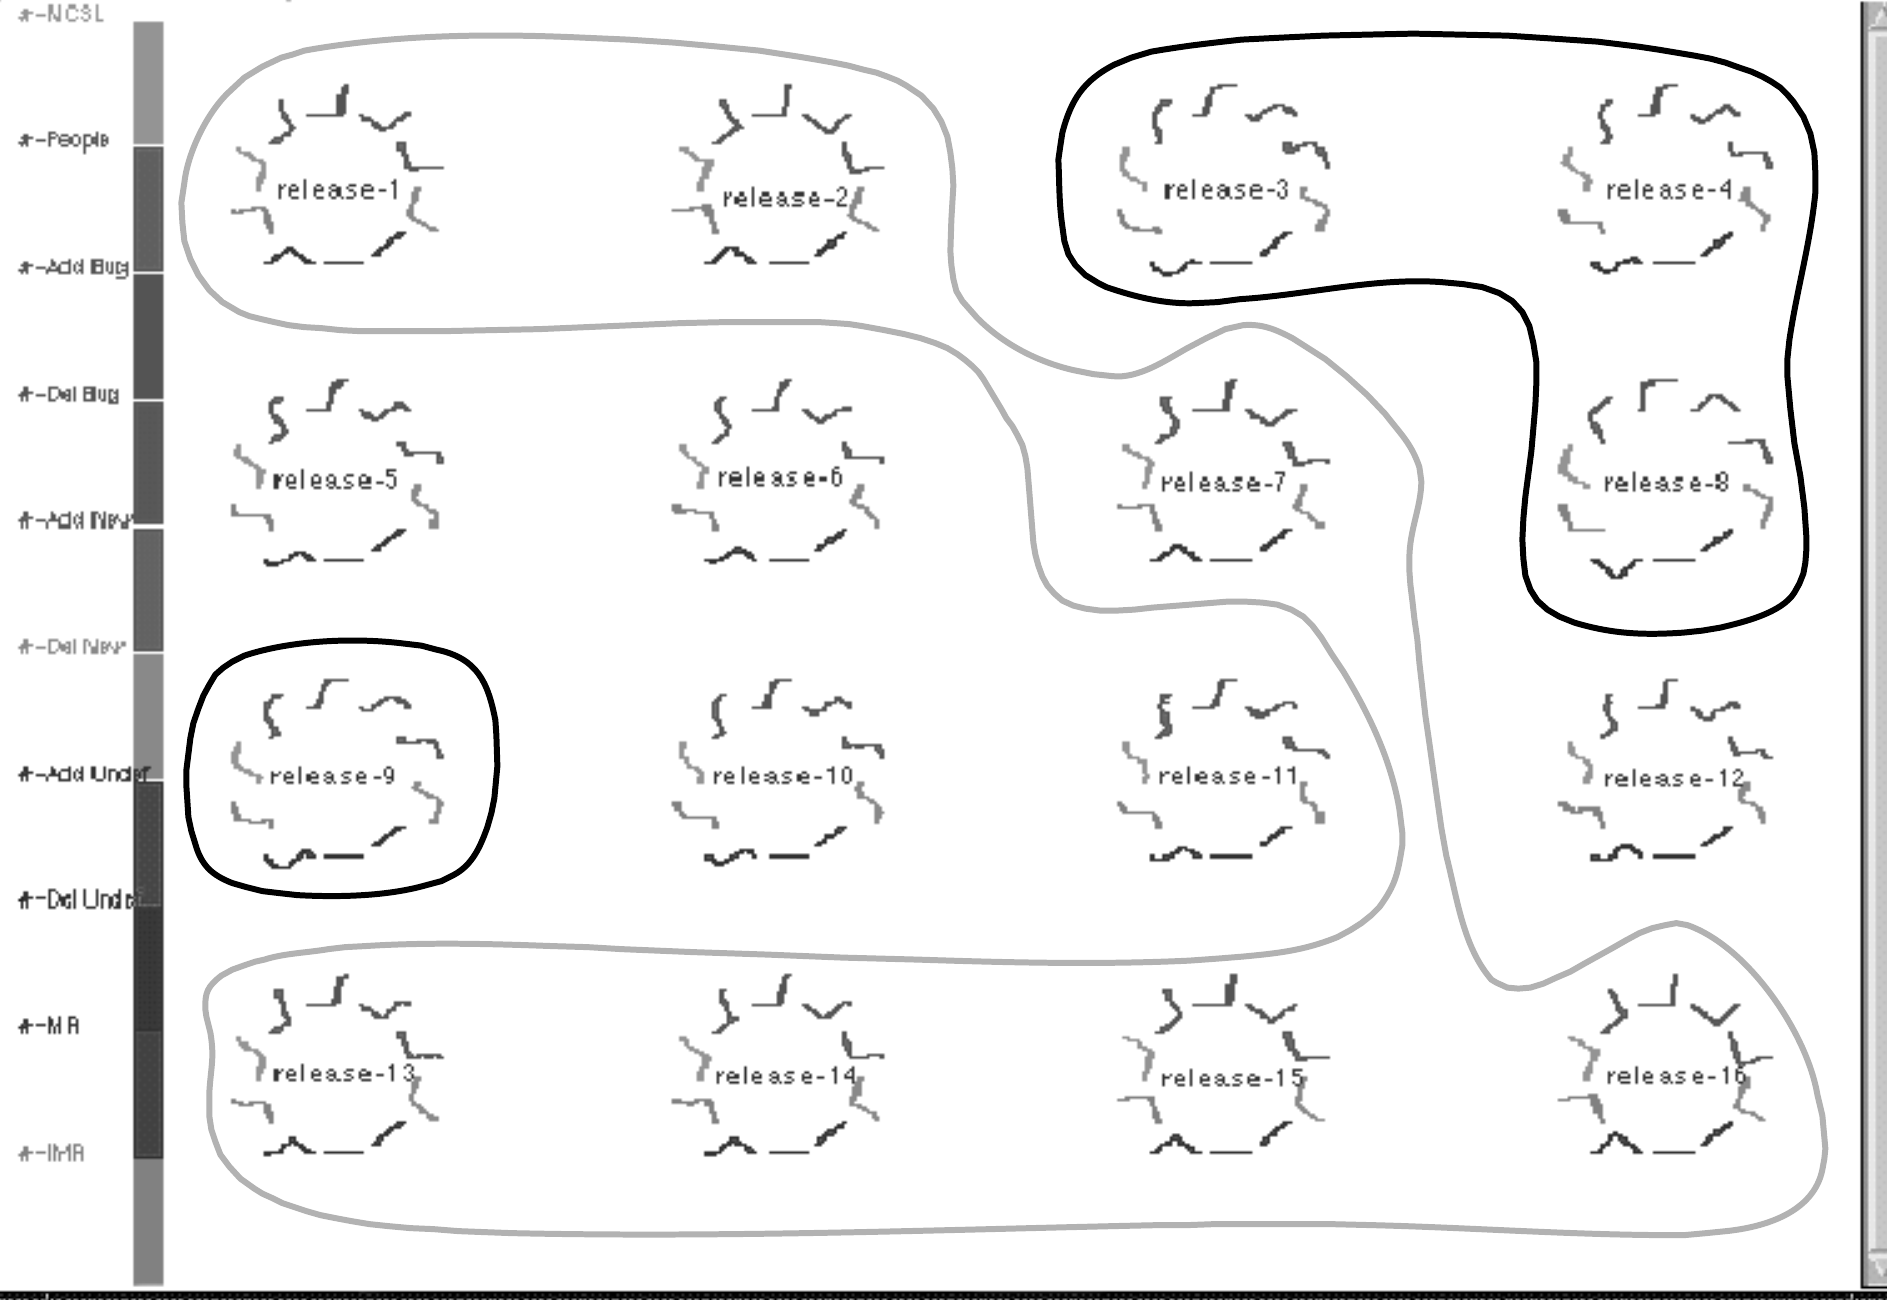 #-NCSL
#-People
#-Add Bug
#-Del Bug
#-Add New
#-Del New
#-Add Under
#-Del Under
#-MR
#-IMR
release-1
release-2
release-3
release-4
release-5
release-6
release-7
release-8
release-9
release-10
release-11
release-12
release-13
release-14
release-15
release-16